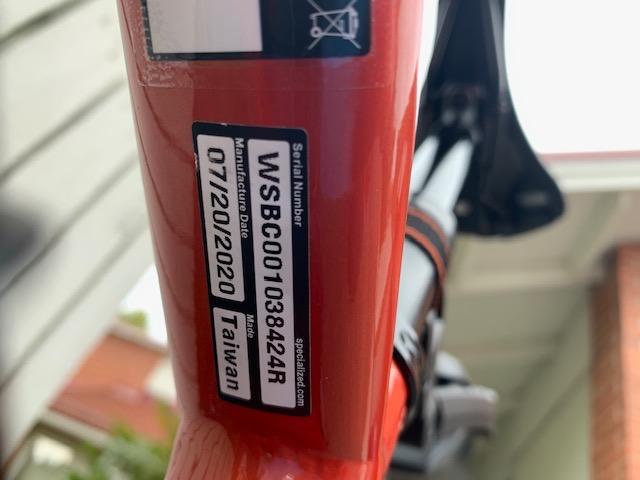 Serial Number
specialized.com
WSBC001038424R
Manufacture Date
Made
07/20/2020
Taiwan